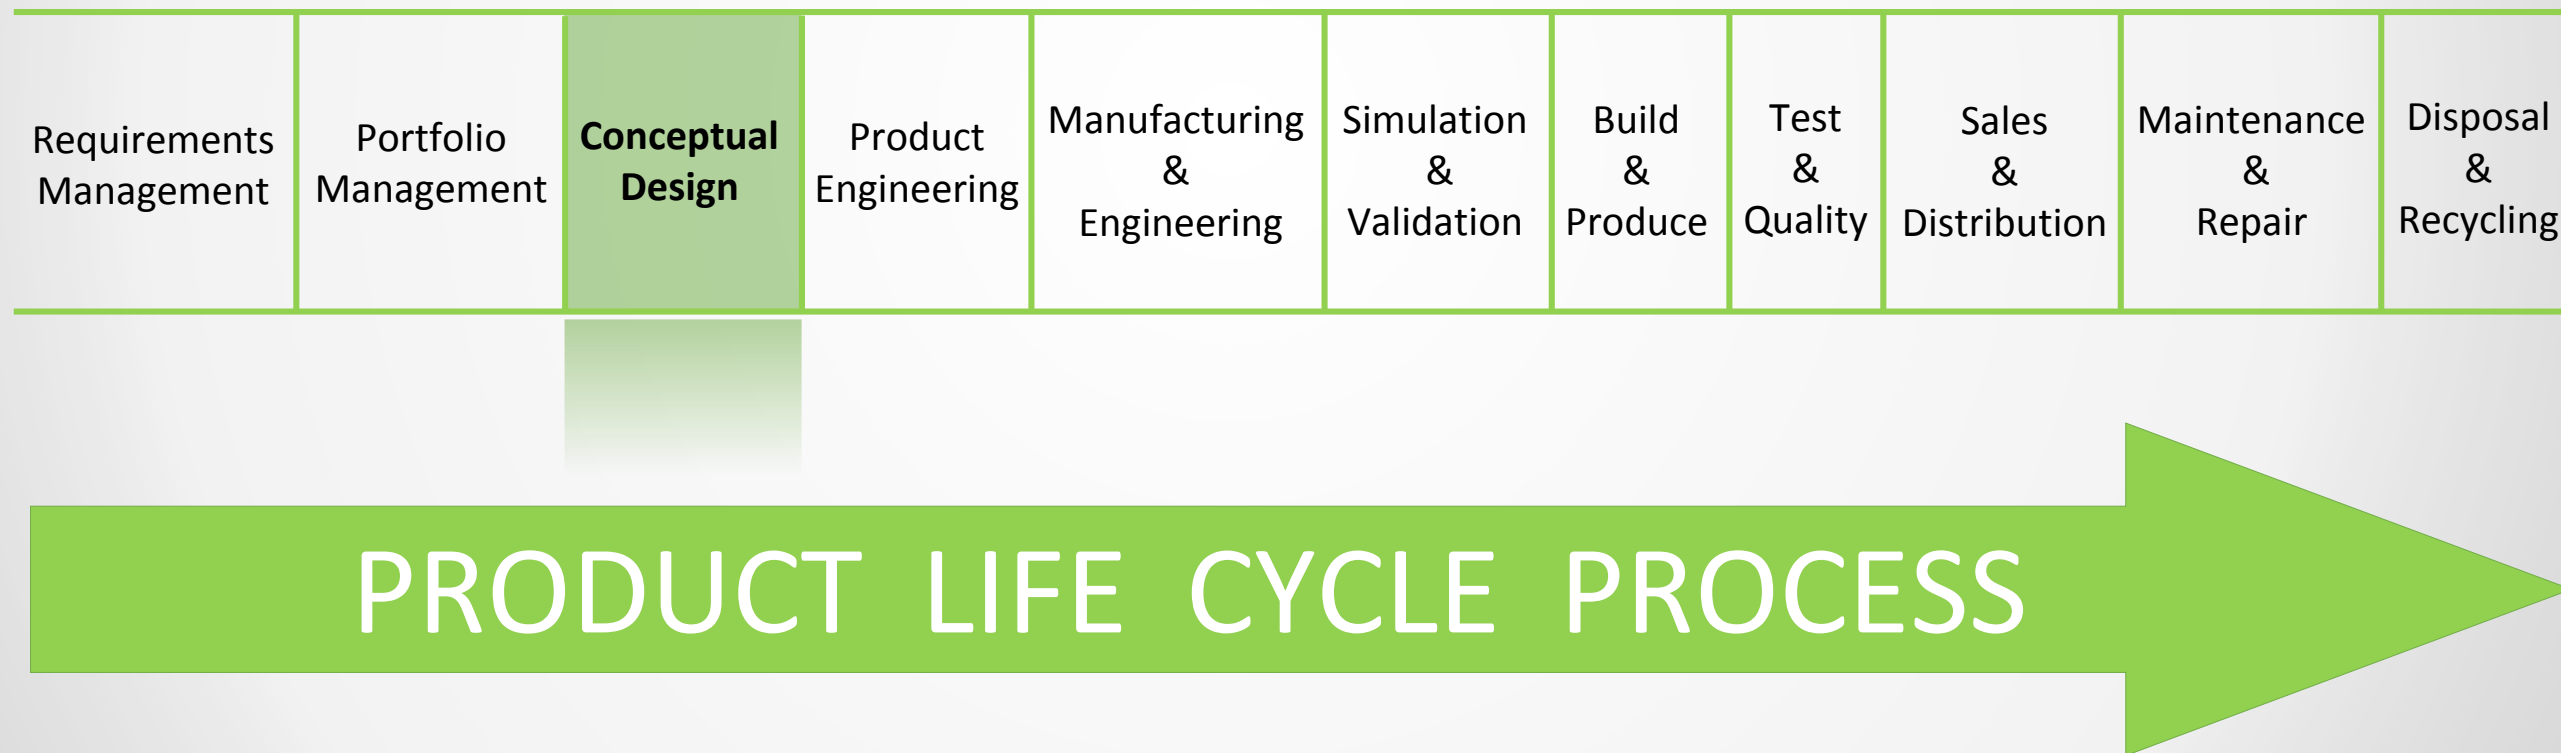 Requirements
Management
Portfolio
Management
Conceptual
Design
Product
Engineering
Manufacturing
&
Engineering
Simulation
&
Validation
Build
&
Produce
Test
&
Quality
Sales
&
Distribution
Maintenance
&
Repair
Disposal
&
Recycling
PRODUCT LIFE CYCLE PROCESS